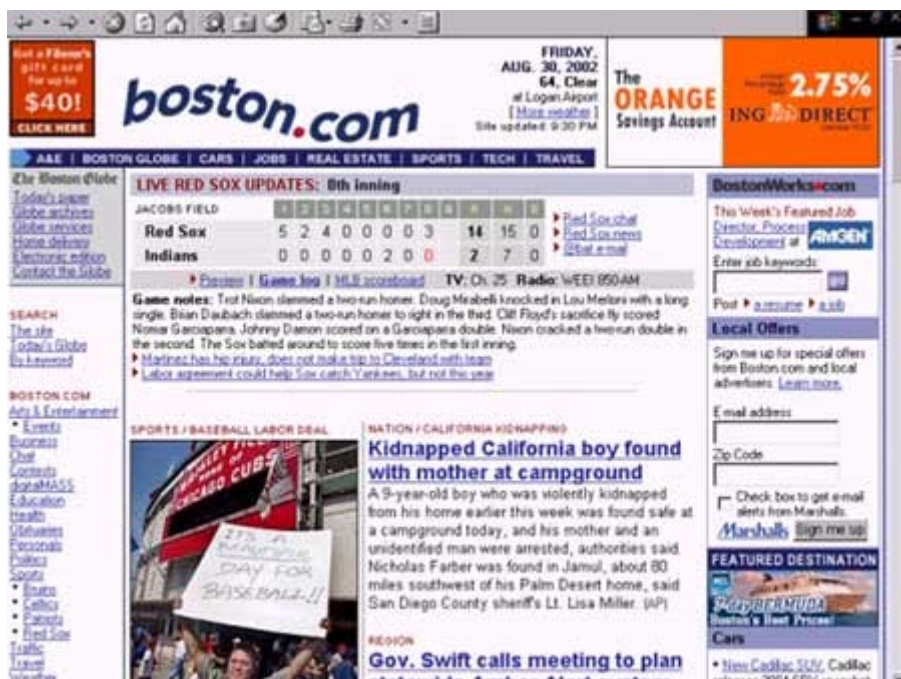 Get a Filene's
gift card
for up to
$40!
CLICK HERE
boston.com
FRIDAY,
AUG. 30, 2002
64, Clear
at Logan Airport
[ More weather ]
Site updated: 9:30 PM
The
ORANGE
Savings Account
2.75%
ING DIRECT
A&E | BOSTON GLOBE | CARS | JOBS | REAL ESTATE | SPORTS | TECH | TRAVEL
The Boston Globe
Today's paper
Globe archives
Globe services
Home delivery
Electronic edition
Contact the Globe
SEARCH
The site
Today's Globe
By keyword
BOSTON.COM
Arts & Entertainment
• Events
Business
Chat
Contests
digitalMASS
Education
Health
Obituaries
Personals
Politics
Sports
• Bruins
• Celtics
• Patriots
• Red Sox
Traffic
Travel
Weather
LIVE RED SOX UPDATES: 8th inning
JACOBS FIELD 1 2 3 4 5 6 7 8 9 R H E
Red Sox 5 2 4 0 0 0 0 3 14 15 0
Indians 0 0 0 0 0 2 0 0 2 7 0
Red Sox chat
Red Sox news
@bat e-mail
Preview | Game log | MLB scoreboard TV: Ch. 25 Radio: WEEI 850-AM
Game notes: Trot Nixon slammed a two-run homer. Doug Mirabelli knocked in Lou Merloni with a long
single. Brian Daubach slammed a two-run homer to right in the third. Cliff Floyd's sacrifice fly scored
Nomar Garciaparra. Johnny Damon scored on a Garciaparra double. Nixon cracked a two-run double in
the second. The Sox batted around to score five times in the first inning.
Martinez has hip injury, does not make trip to Cleveland with team
Labor agreement could help Sox catch Yankees, but not this year
SPORTS / BASEBALL LABOR DEAL
WRIGLEY FIELD
CHICAGO CUBS
IT'S A
BEAUTIFUL
DAY FOR
BASEBALL!!
NATION / CALIFORNIA KIDNAPPING
Kidnapped California boy found
with mother at campground
A 9-year-old boy who was violently kidnapped
from his home earlier this week was found safe at
a campground today, and his mother and an
unidentified man were arrested, authorities said.
Nicholas Farber was found in Jamul, about 80
miles southwest of his Palm Desert home, said
San Diego County sheriff's Lt. Lisa Miller. (AP)
REGION
Gov. Swift calls meeting to plan
BostonWorks.com
This Week's Featured Job
Director, Process
Development at AMGEN
Enter job keywords:
Post a resume a job
Local Offers
Sign me up for special offers
from Boston.com and local
advertisers. Learn more.
E-mail address
Zip Code
Check box to get e-mail
alerts from Marshalls.
Marshalls Sign me up
FEATURED DESTINATION
7-day BERMUDA
Boston's Best Prices!
Cars
• New Cadillac SUV. Cadillac